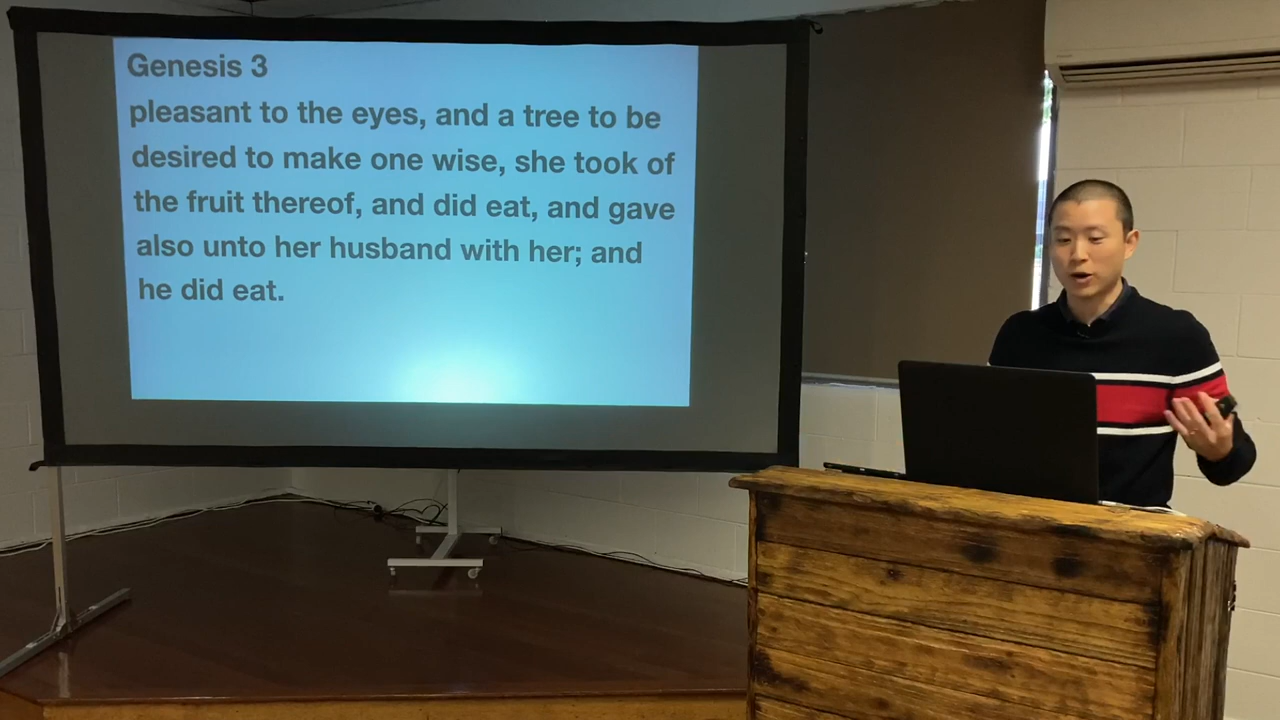 Genesis 3
pleasant to the eyes, and a tree to be
desired to make one wise, she took of
the fruit thereof, and did eat, and gave
also unto her husband with her; and
he did eat.